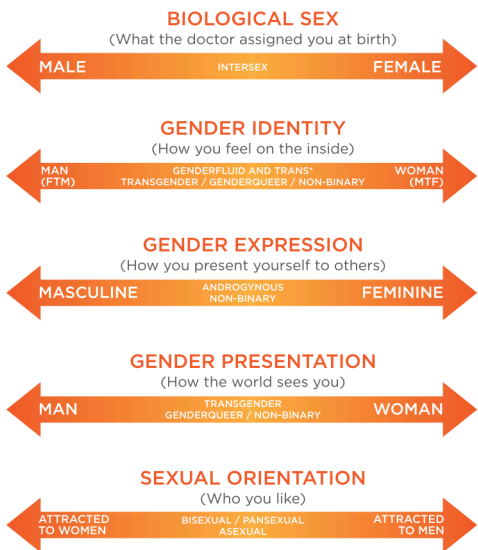 BIOLOGICAL SEX
(What the doctor assigned you at birth)
MALE INTERSEX FEMALE
GENDER IDENTITY
(How you feel on the inside)
MAN GENDERFLUID AND TRANS* WOMAN
(FTM) TRANSGENDER / GENDERQUEER / NON-BINARY (MTF)
GENDER EXPRESSION
(How you present yourself to others)
MASCULINE ANDROGYNOUS FEMININE
NON-BINARY
GENDER PRESENTATION
(How the world sees you)
MAN TRANSGENDER WOMAN
GENDERQUEER / NON-BINARY
SEXUAL ORIENTATION
(Who you like)
ATTRACTED BISEXUAL / PANSEXUAL ATTRACTED
TO WOMEN ASEXUAL TO MEN